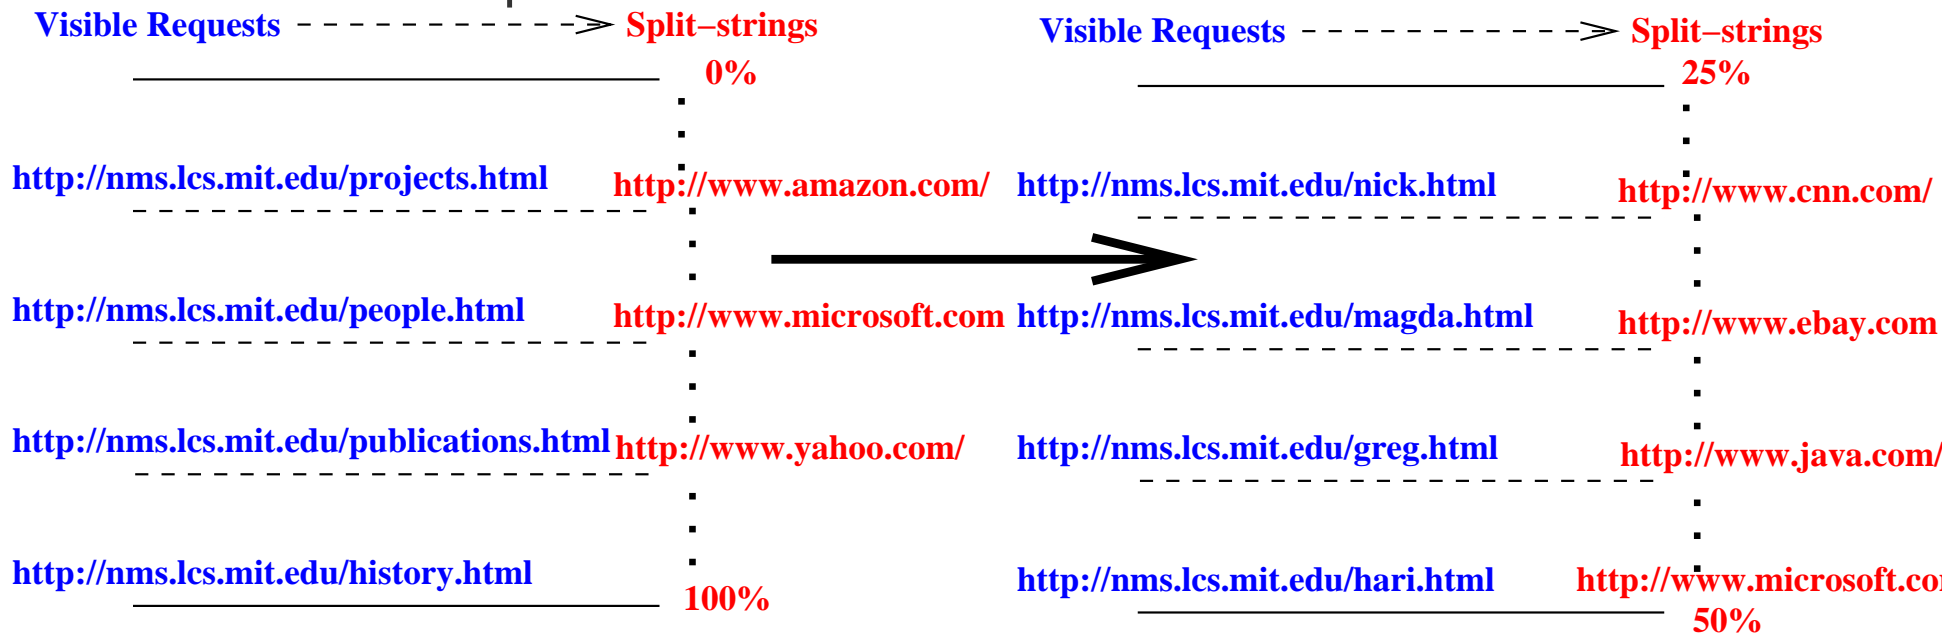 Visible Requests
Split–strings
0%
http://nms.lcs.mit.edu/projects.html
http://www.amazon.com/
http://nms.lcs.mit.edu/people.html
http://www.microsoft.com
http://nms.lcs.mit.edu/publications.html
http://www.yahoo.com/
http://nms.lcs.mit.edu/history.html
100%
Visible Requests
Split–strings
25%
http://nms.lcs.mit.edu/nick.html
http://www.cnn.com/
http://nms.lcs.mit.edu/magda.html
http://www.ebay.com
http://nms.lcs.mit.edu/greg.html
http://www.java.com/
http://nms.lcs.mit.edu/hari.html
http://www.microsoft.co
50%